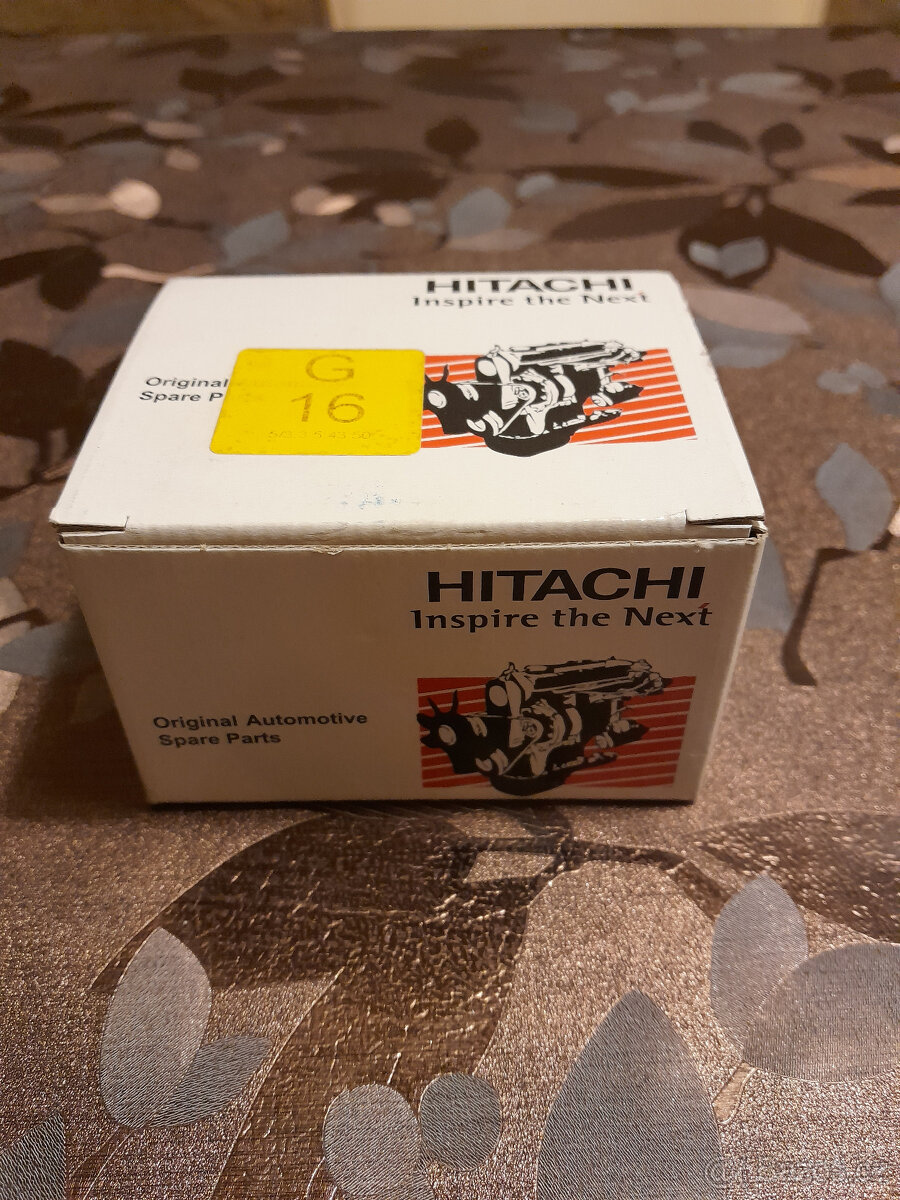 HITACHI
Inspire the Next
Original
Spare P
G
16
HITACHI
Inspire the Next
Original Automotive
Spare Parts